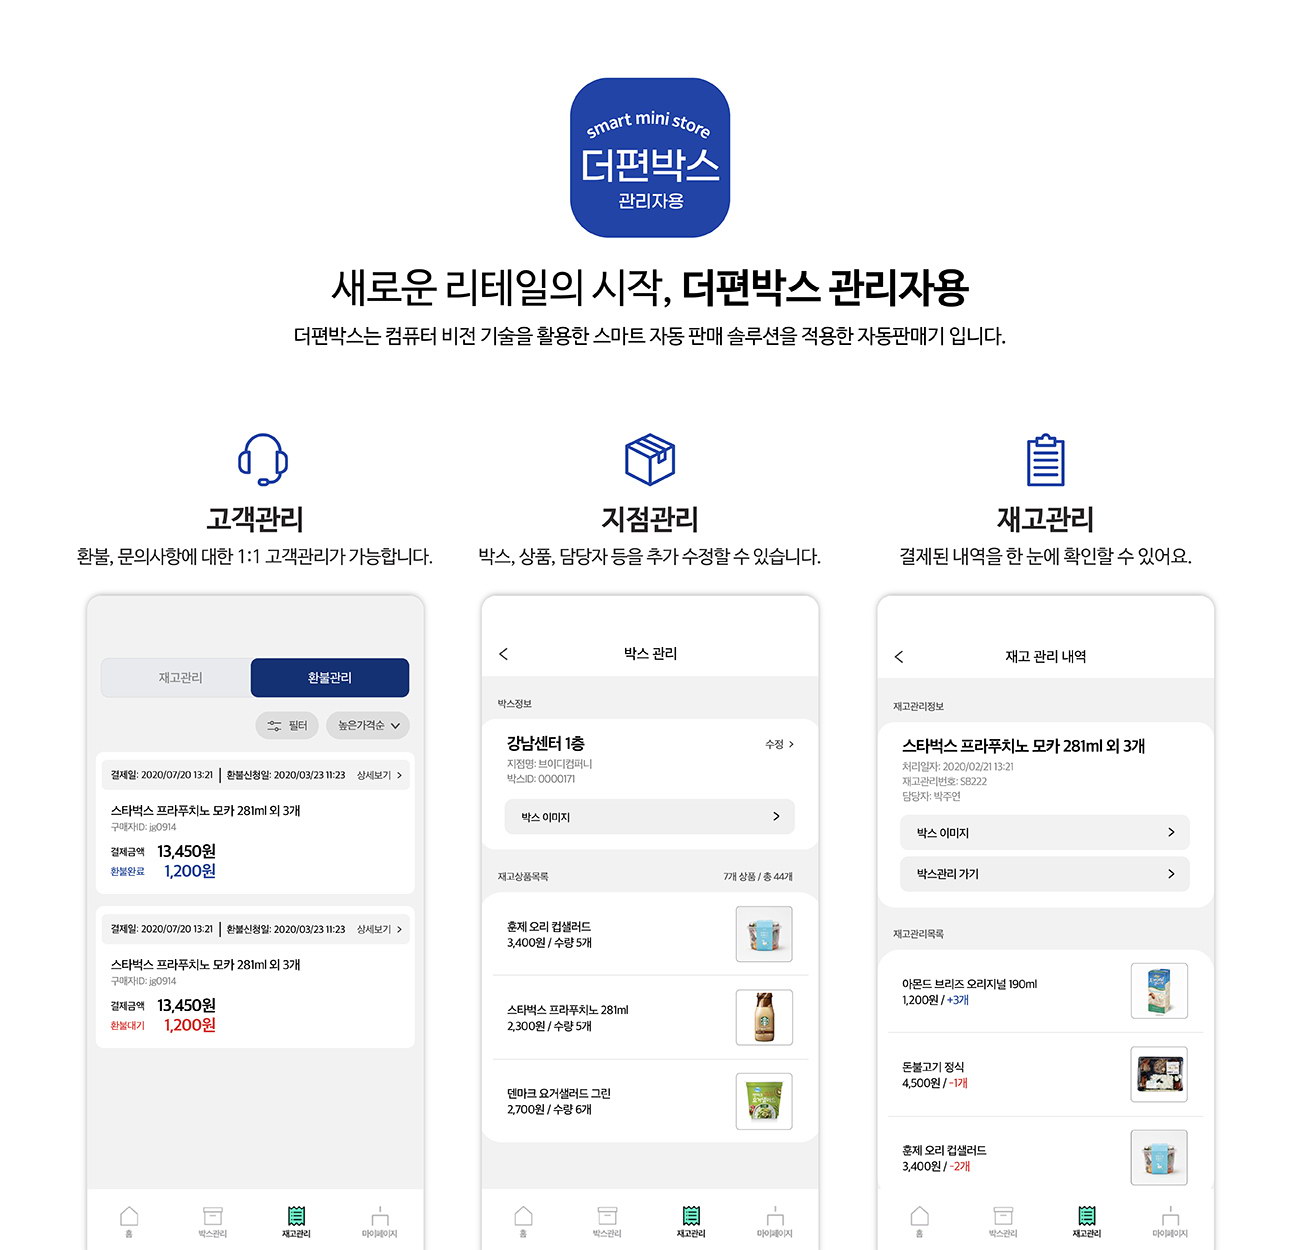 smart mini store
더편박스
관리자용
새로운 리테일의 시작, 더편박스 관리자용
더편박스는 컴퓨터 비전 기술을 활용한 스마트 자동 판매 솔루션을 적용한 자동판매기 입니다.
고객관리
환불, 문의사항에 대한 1:1 고객관리가 가능합니다.
재고관리
환불관리
필터
높은가격순
결제일: 2020/07/20 13:21 | 환불신청일: 2020/03/23 11:23 상세보기 >
스타벅스 프라푸치노 모카 281ml 외 3개
구매자ID: jg0914
결제금액 13,450원
환불완료 1,200원
결제일: 2020/07/20 13:21 | 환불신청일: 2020/03/23 11:23 상세보기 >
스타벅스 프라푸치노 모카 281ml 외 3개
구매자ID: jg0914
결제금액 13,450원
환불대기 1,200원
홈
박스관리
재고관리
마이페이지
지점관리
박스, 상품, 담당자 등을 추가 수정할 수 있습니다.
< 박스 관리
박스정보
강남센터 1층 수정 >
지점명: 브이디컴퍼니
박스ID: 0000171
박스 이미지 >
재고상품목록 7개 상품 / 총 44개
훈제 오리 컵샐러드
3,400원 / 수량 5개
스타벅스 프라푸치노 281ml
2,300원 / 수량 5개
덴마크 요거샐러드 그린
2,700원 / 수량 6개
홈
박스관리
재고관리
마이페이지
재고관리
결제된 내역을 한 눈에 확인할 수 있어요.
< 재고 관리 내역
재고관리정보
스타벅스 프라푸치노 모카 281ml 외 3개
처리일자: 2020/02/21 13:21
재고관리번호: SB222
담당자: 박주연
박스 이미지 >
박스관리 가기 >
재고관리목록
아몬드 브리즈 오리지널 190ml
1,200원 / +3개
돈불고기 정식
4,500원 / -1개
훈제 오리 컵샐러드
3,400원 / -2개
홈
박스관리
재고관리
마이페이지